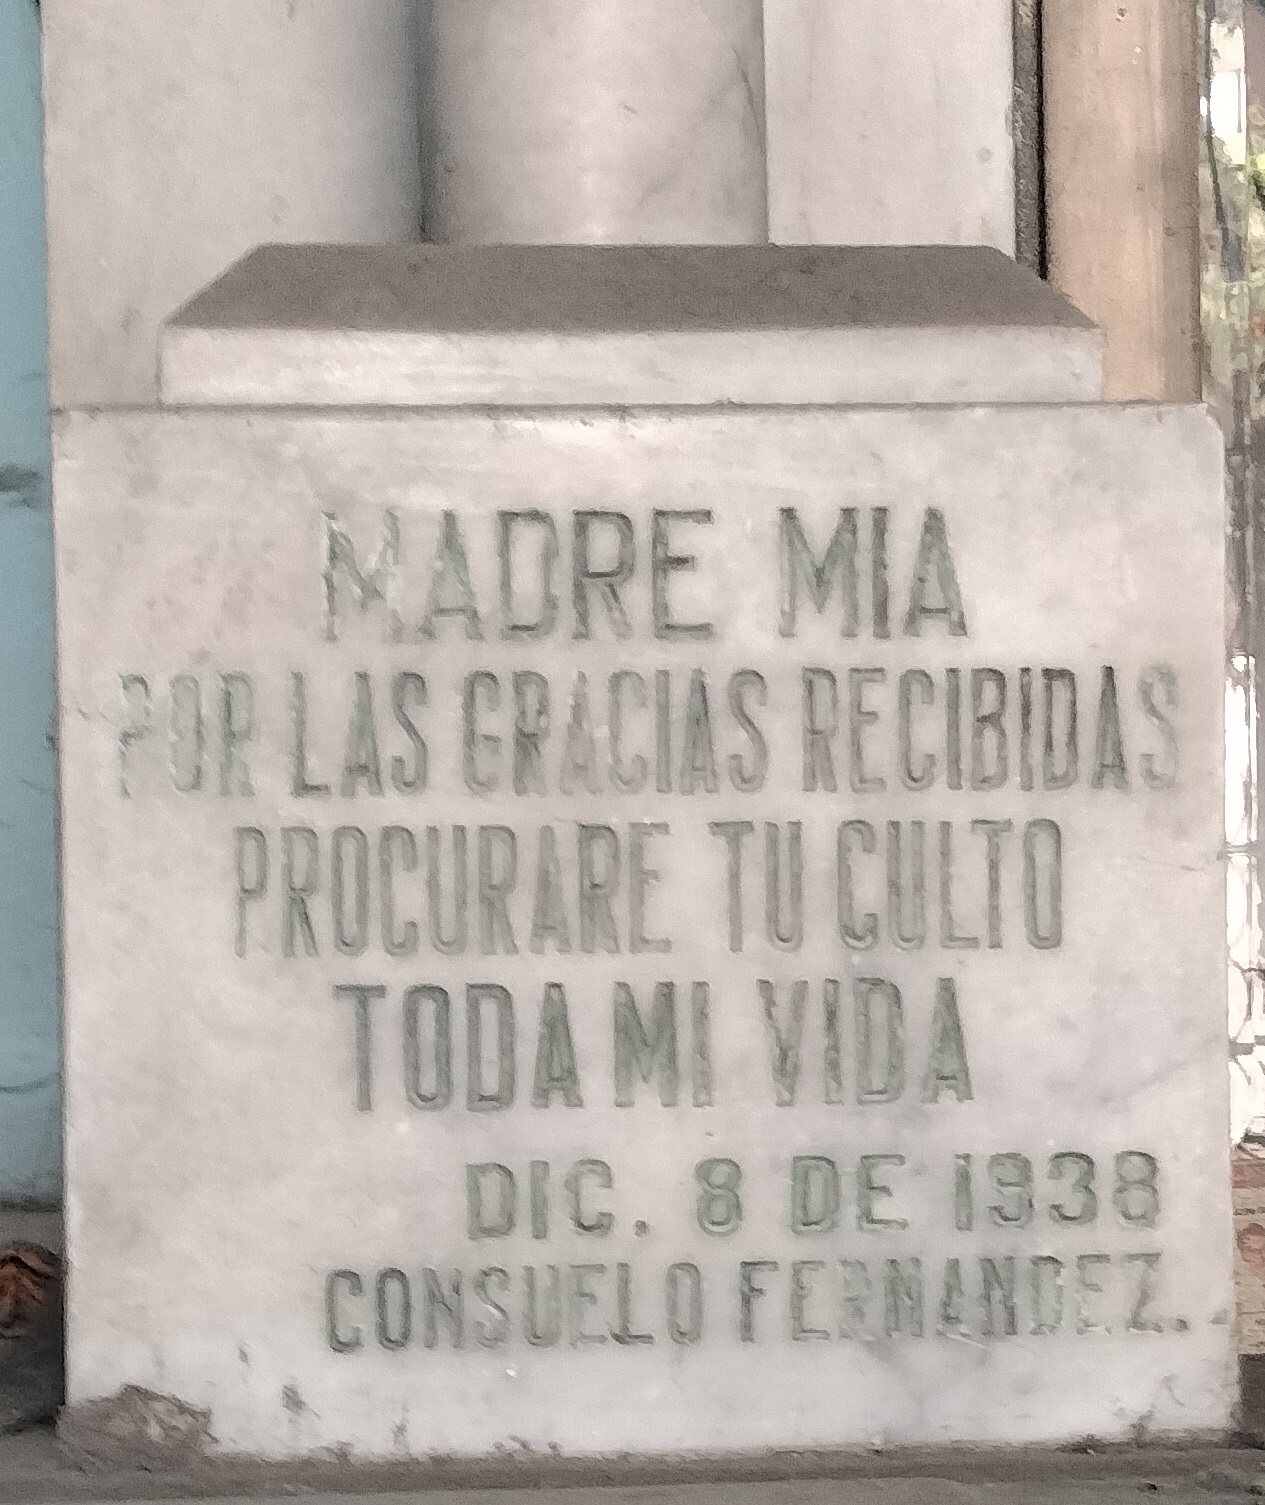 MADRE MIA
POR LAS GRACIAS RECIBIDAS
PROCURARE TU CULTO
TODA MI VIDA
DIC. 8 DE 1938
CONSUELO FERNANDEZ.